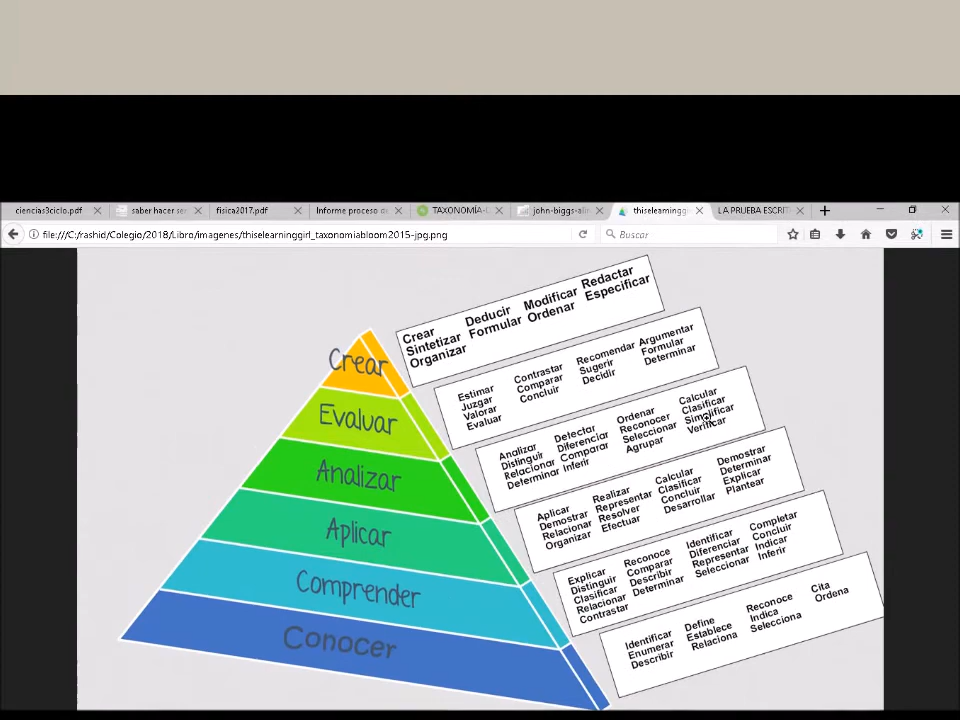 ciencias3ciclo.pdf
saber hacer ser
fisica2017.pdf
Informe proceso de
TAXONOMÍA-D
john-biggs-alin
thiselearninggirl
LA PRUEBA ESCRIT
file:///C:/rashid/Colegio/2018/Libro/imagenes/thiselearninggirl_taxonomiabloom2015-jpg.png
Buscar
Crear
Crear
Sintetizar
Organizar
Deducir
Formular
Modificar
Ordenar
Redactar
Especificar
Evaluar
Estimar
Juzgar
Valorar
Evaluar
Contrastar
Comparar
Concluir
Recomendar
Sugerir
Decidir
Argumentar
Formular
Determinar
Analizar
Analizar
Distinguir
Relacionar
Determinar
Detectar
Diferenciar
Comparar
Inferir
Ordenar
Reconocer
Seleccionar
Agrupar
Calcular
Clasificar
Simplificar
Verificar
Aplicar
Aplicar
Demostrar
Relacionar
Organizar
Realizar
Representar
Resolver
Efectuar
Calcular
Clasificar
Concluir
Desarrollar
Demostrar
Determinar
Explicar
Plantear
Comprender
Explicar
Distinguir
Clasificar
Relacionar
Contrastar
Reconoce
Comparar
Describir
Determinar
Identificar
Diferenciar
Representar
Seleccionar
Completar
Concluir
Indicar
Inferir
Conocer
Identificar
Enumerar
Describir
Define
Establece
Relaciona
Reconoce
Indica
Selecciona
Cita
Ordena